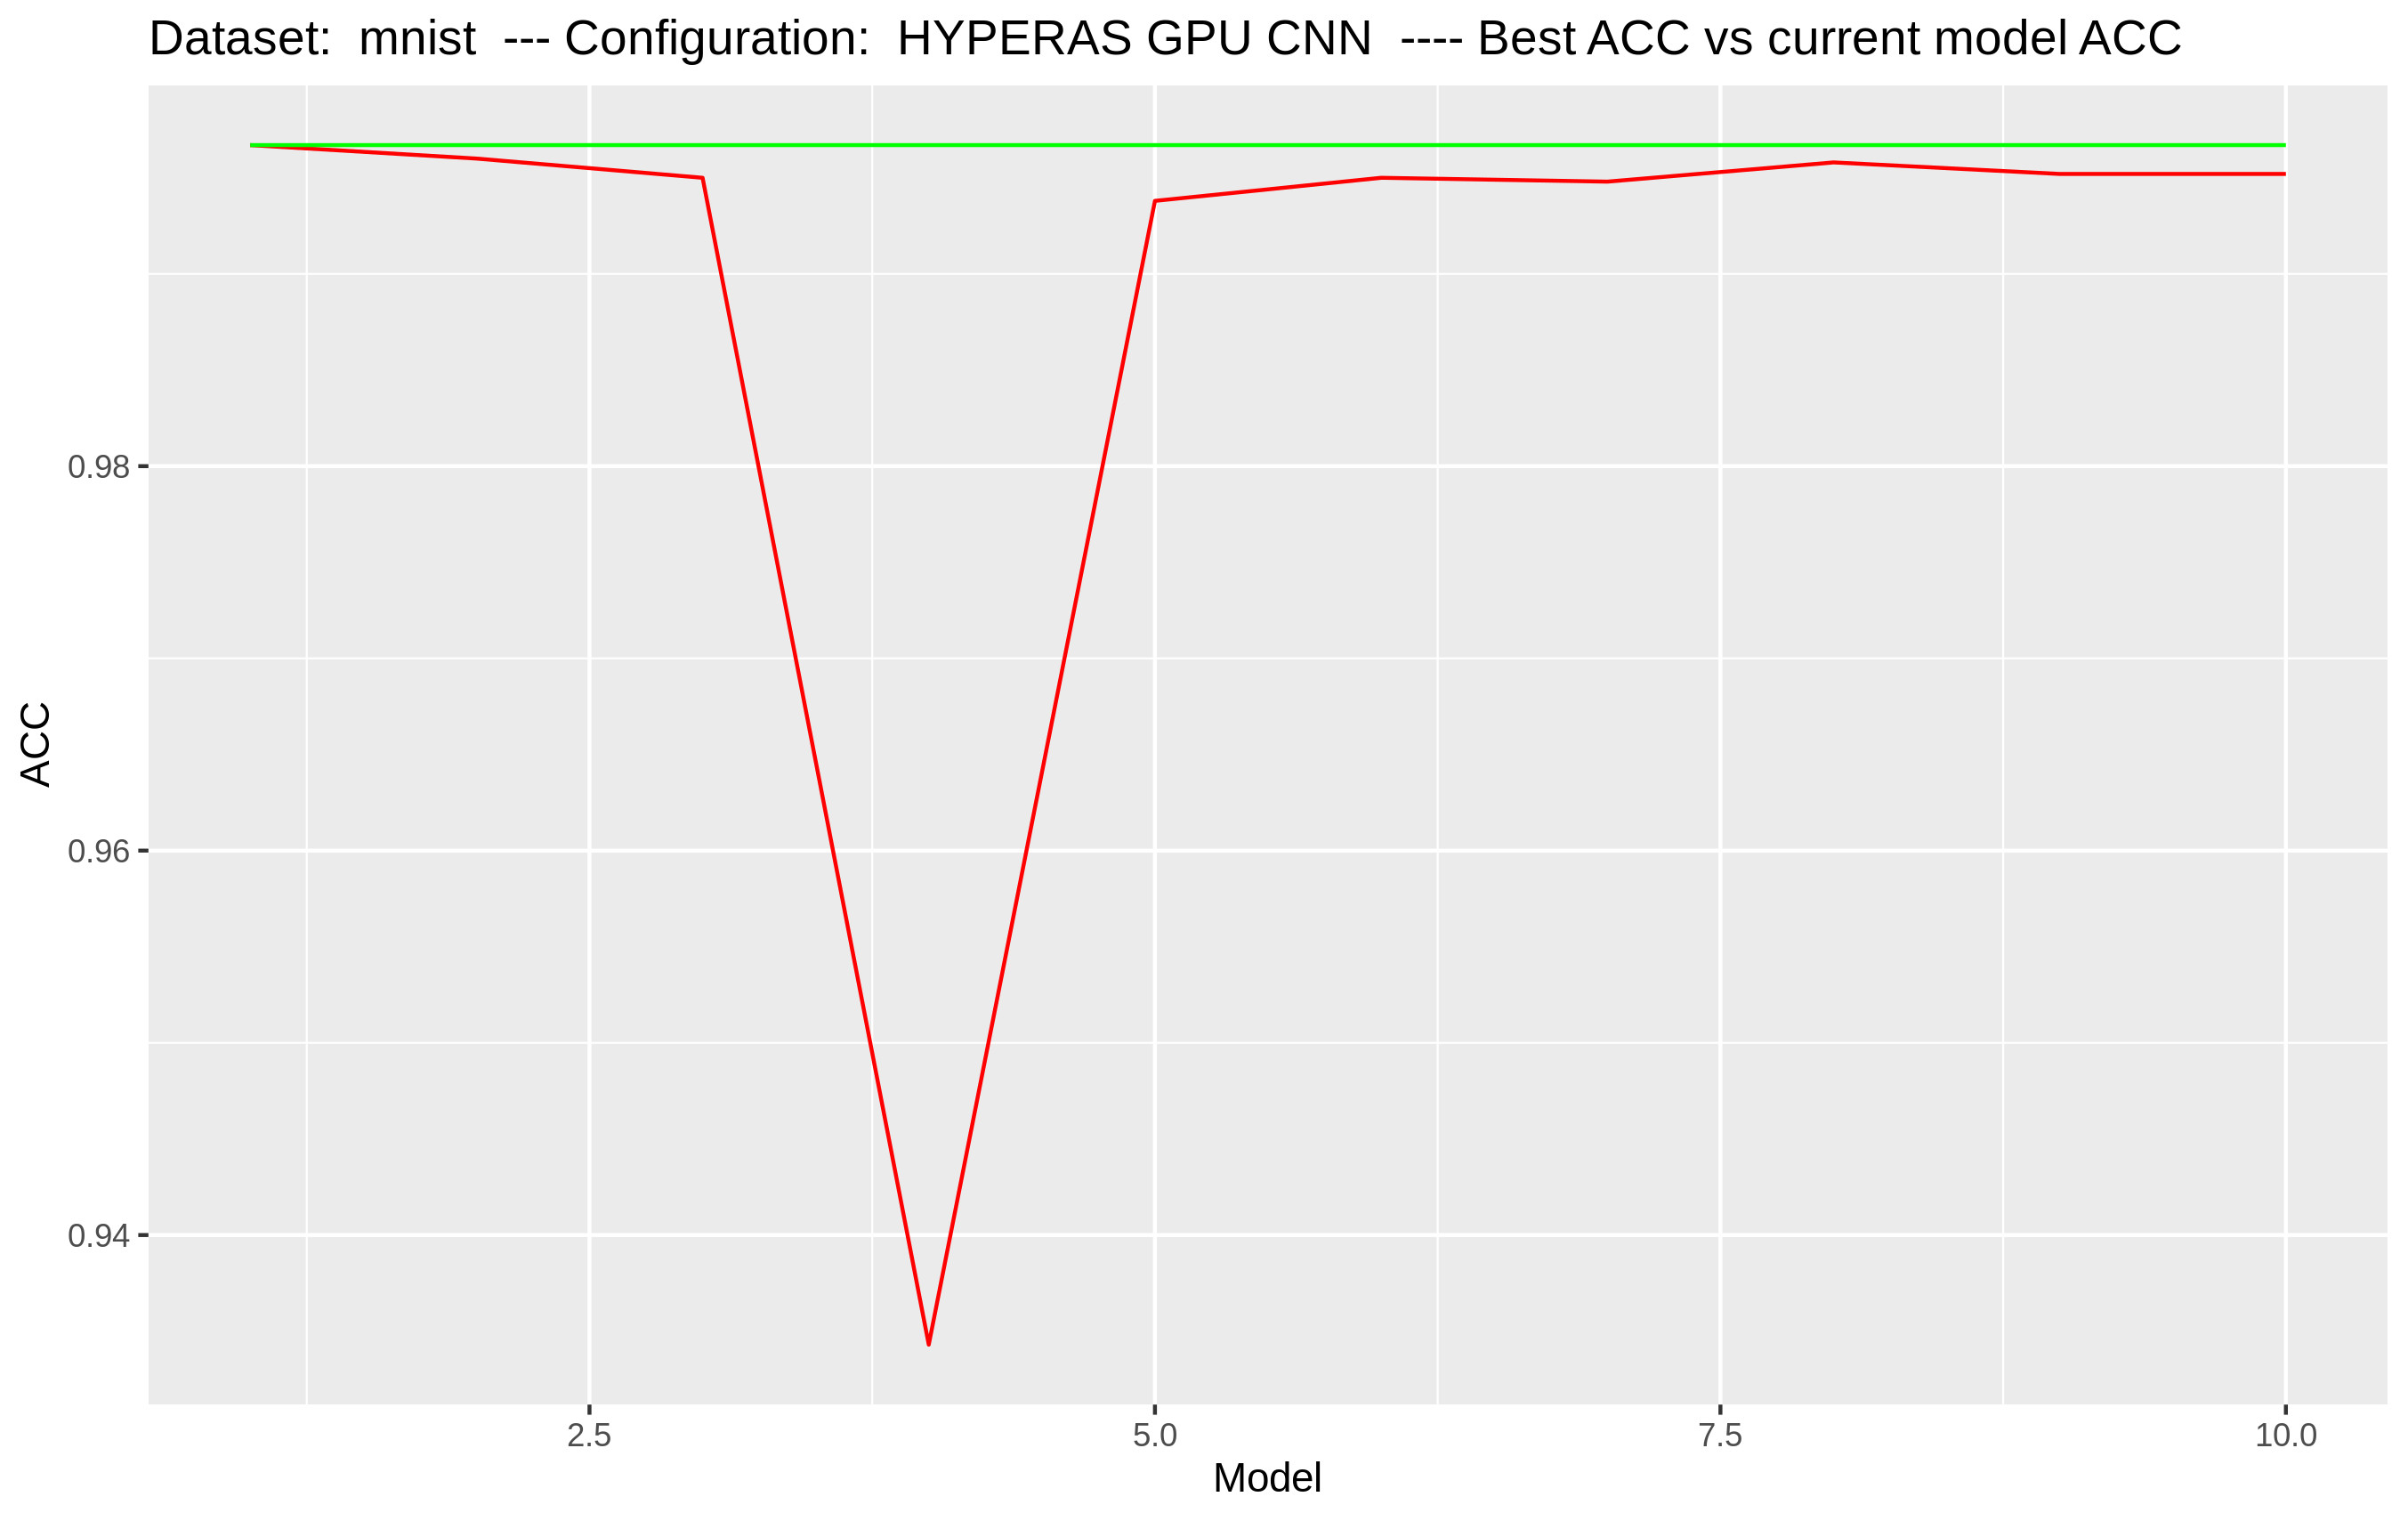 Dataset:  mnist  --- Configuration:  HYPERAS GPU CNN  ---- Best ACC vs current model ACC
ACC
0.98
0.96
0.94
2.5 5.0 7.5 10.0
Model